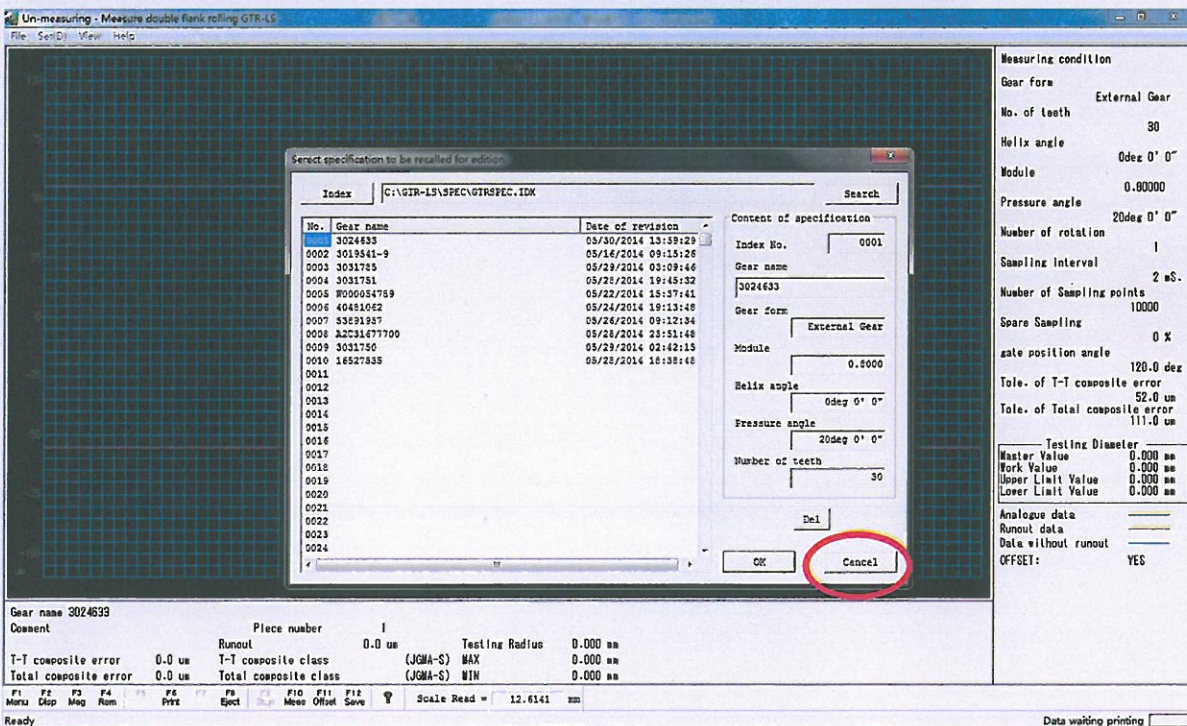 Un-measuring - Measure double flank rolling GTR-LS
File Set(D) View Help
Serect specification to be recalled for edition
Index C:\GTR-LS\SPEC\GTRSPEC.IDX Search
No. Gear name Date of revision
0001 3024633 05/30/2014 13:59:29
0002 3019541-9 05/16/2014 09:15:26
0003 3031785 05/29/2014 03:09:46
0004 3031751 05/28/2014 19:45:32
0005 W000054759 05/22/2014 15:37:41
0006 40481062 05/24/2014 19:13:48
0007 53891937 05/26/2014 09:12:34
0008 A2C31677700 05/28/2014 23:51:48
0009 3031750 05/29/2014 02:42:15
0010 16527535 05/28/2014 18:38:48
0011
0012
0013
0014
0015
0016
0017
0018
0019
0020
0021
0022
0023
0024
Content of specification
Index No. 0001
Gear name
3024633
Gear form
External Gear
Module
0.8000
Helix angle
0deg 0' 0"
Pressure angle
20deg 0' 0"
Number of teeth
30
Del
OK Cancel
Measuring condition
Gear form
External Gear
No. of teeth
30
Helix angle
0deg 0' 0"
Module
0.80000
Pressure angle
20deg 0' 0"
Number of rotation
1
Sampling Interval
2 mS.
Number of Sampling points
10000
Spare Sampling
0 %
gate position angle
120.0 deg
Tole. of T-T composite error
52.0 um
Tole. of Total composite error
111.0 um
Testing Diameter
Master Value 0.000 mm
Work Value 0.000 mm
Upper Limit Value 0.000 mm
Lower Limit Value 0.000 mm
Analogue data
Runout data
Data without runout
OFFSET: YES
Gear name 3024633
Comment Piece number 1
Runout 0.0 um Testing Radius 0.000 mm
T-T composite error 0.0 um T-T composite class (JGMA-S) MAX 0.000 mm
Total composite error 0.0 um Total composite class (JGMA-S) MIN 0.000 mm
F1 F2 F3 F4 F5 F6 F7 F8 F10 F11 F12
Menu Disp Mag Rem Print Eject Meas Offset Save ? Scale Read = 12.6141 mm
Ready Data waiting printing